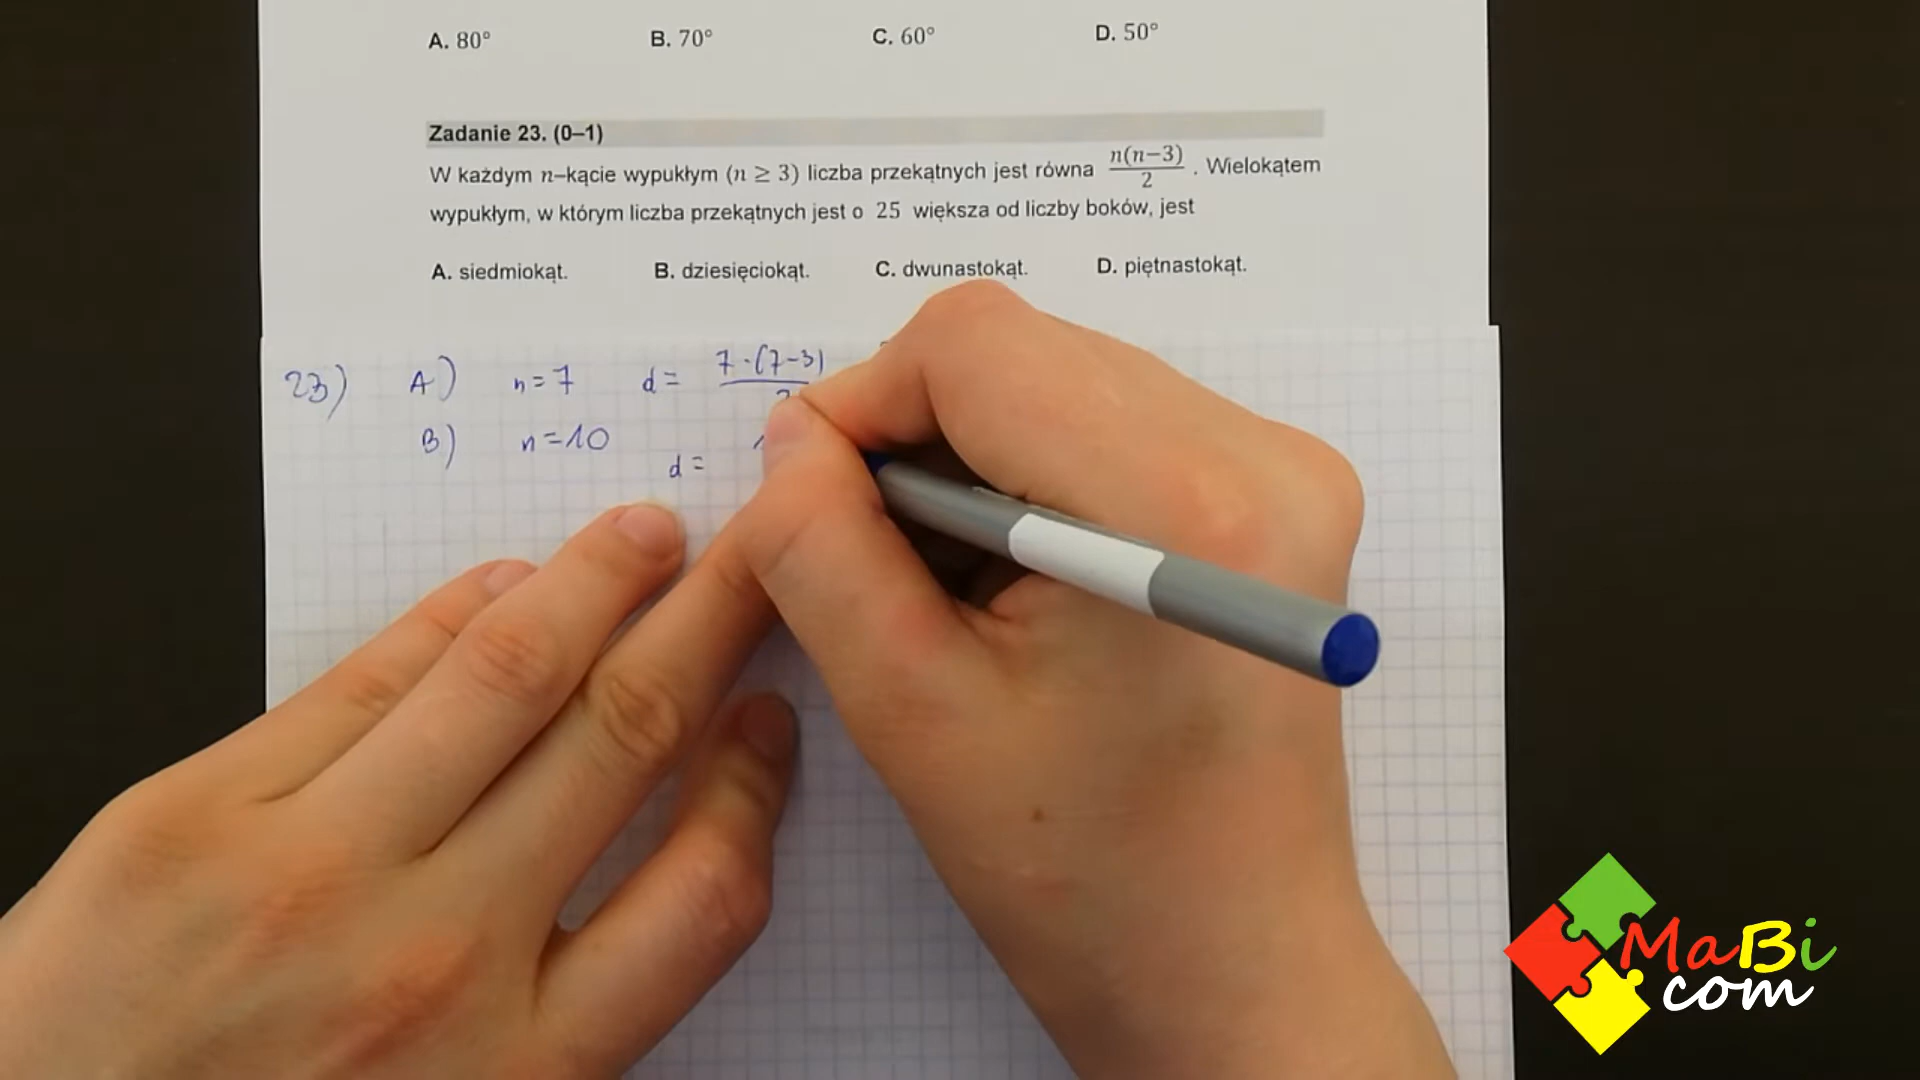 A. 80° B. 70° C. 60° D. 50°
Zadanie 23. (0–1)
W każdym n–kącie wypukłym (n ≥ 3) liczba przekątnych jest równa n(n−3)/2 . Wielokątem
wypukłym, w którym liczba przekątnych jest o 25 większa od liczby boków, jest
A. siedmiokąt. B. dziesięciokąt. C. dwunastokąt. D. piętnastokąt.
23) A) n=7 d= 7·(7-3)
B) n=10 d=
MaBi
com